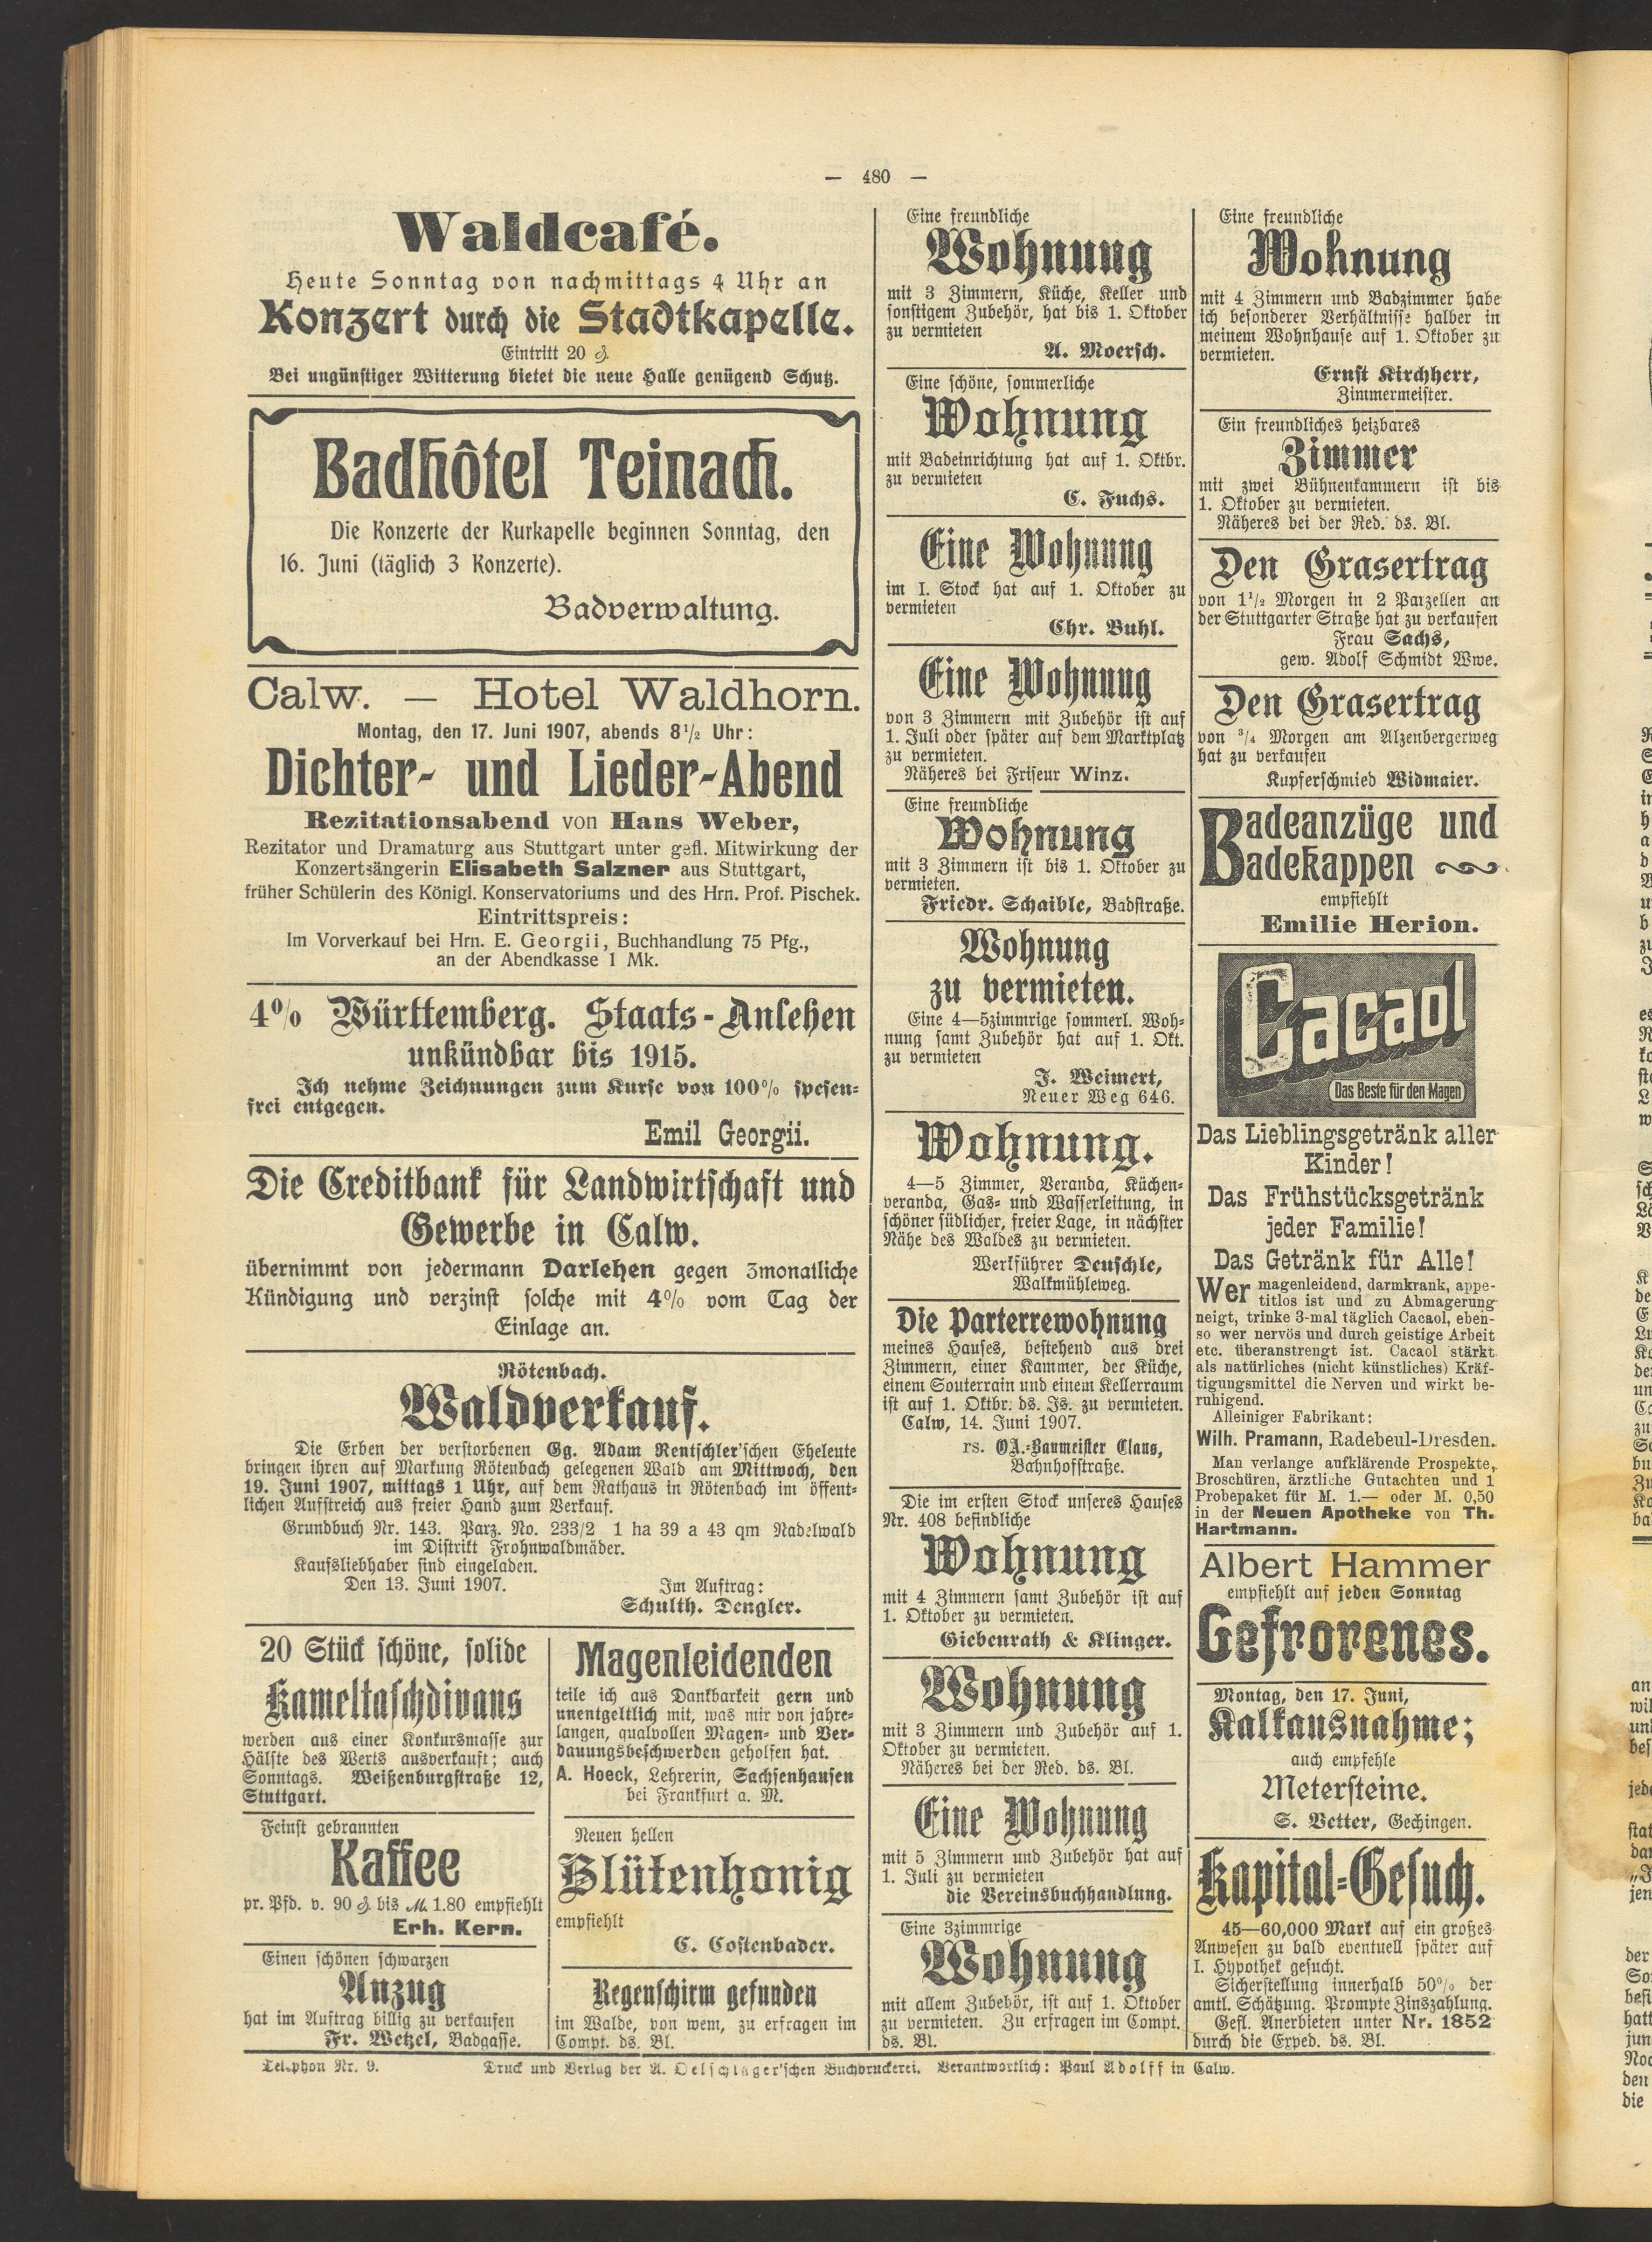 — 480 —
Waldcafé.
Heute Sonntag von nachmittags 4 Uhr an
Konzert durch die Stadtkapelle.
Eintritt 20 ₰.
Bei ungünstiger Witterung bietet die neue Halle genügend Schutz.
Badhôtel Teinach.
Die Konzerte der Kurkapelle beginnen Sonntag, den
16. Juni (täglich 3 Konzerte).
Badverwaltung.
Calw. — Hotel Waldhorn.
Montag, den 17. Juni 1907, abends 8½ Uhr:
Dichter- und Lieder-Abend
Rezitationsabend von Hans Weber,
Rezitator und Dramaturg aus Stuttgart unter gefl. Mitwirkung der
Konzertsängerin Elisabeth Salzner aus Stuttgart,
früher Schülerin des Königl. Konservatoriums und des Hrn. Prof. Pischek.
Eintrittspreis:
Im Vorverkauf bei Hrn. E. Georgii, Buchhandlung 75 Pfg.,
an der Abendkasse 1 Mk.
4% Württemberg. Staats-Anlehen
unkündbar bis 1915.
Ich nehme Zeichnungen zum Kurse von 100% spesen-
frei entgegen.
Emil Georgii.
Die Creditbank für Landwirtschaft und
Gewerbe in Calw.
übernimmt von jedermann Darlehen gegen 3monatliche
Kündigung und verzinst solche mit 4% vom Tag der
Einlage an.
Rötenbach.
Waldverkauf.
Die Erben der verstorbenen Gg. Adam Rentschler'schen Eheleute
bringen ihren auf Markung Rötenbach gelegenen Wald am Mittwoch, den
19. Juni 1907, mittags 1 Uhr, auf dem Rathaus in Rötenbach im öffent-
lichen Aufstreich aus freier Hand zum Verkauf.
Grundbuch Nr. 143. Parz. No. 233/2 1 ha 39 a 43 qm Nadelwald
im Distrikt Frohnwaldmäder.
Kaufsliebhaber sind eingeladen.
Den 13. Juni 1907.
Im Auftrag:
Schulth. Dengler.
20 Stück schöne, solide
Kameltaschdivans
werden aus einer Konkursmasse zur
Hälfte des Werts ausverkauft; auch
Sonntags. Weißenburgstraße 12,
Stuttgart.
Feinst gebrannten
Kaffee
pr. Pfd. v. 90 ₰ bis M. 1.80 empfiehlt
Erh. Kern.
Einen schönen schwarzen
Anzug
hat im Auftrag billig zu verkaufen
Fr. Wetzel, Badgasse.
Magenleidenden
teile ich aus Dankbarkeit gern und
unentgeltlich mit, was mir von jahre-
langen, qualvollen Magen- und Ver-
dauungsbeschwerden geholfen hat.
A. Hoeck, Lehrerin, Sachsenhausen
bei Frankfurt a. M.
Neuen hellen
Blütenhonig
empfiehlt
C. Costenbader.
Regenschirm gefunden
im Walde, von wem, zu erfragen im
Compt. ds. Bl.
Eine freundliche
Wohnung
mit 3 Zimmern, Küche, Keller und
sonstigem Zubehör, hat bis 1. Oktober
zu vermieten
A. Moersch.
Eine schöne, sommerliche
Wohnung
mit Badeinrichtung hat auf 1. Oktbr.
zu vermieten
C. Fuchs.
Eine Wohnung
im I. Stock hat auf 1. Oktober zu
vermieten
Chr. Buhl.
Eine Wohnung
von 3 Zimmern mit Zubehör ist auf
1. Juli oder später auf dem Marktplatz
zu vermieten.
Näheres bei Friseur Winz.
Eine freundliche
Wohnung
mit 3 Zimmern ist bis 1. Oktober zu
vermieten.
Friedr. Schaible, Badstraße.
Wohnung
zu vermieten.
Eine 4—5zimmrige sommerl. Woh-
nung samt Zubehör hat auf 1. Okt.
zu vermieten
J. Weimert,
Neuer Weg 646.
Wohnung.
4—5 Zimmer, Veranda, Küchen-
veranda, Gas- und Wasserleitung, in
schöner südlicher, freier Lage, in nächster
Nähe des Waldes zu vermieten.
Werkführer Deuschle,
Walkmühleweg.
Die Parterrewohnung
meines Hauses, bestehend aus drei
Zimmern, einer Kammer, der Küche,
einem Souterrain und einem Kellerraum
ist auf 1. Oktbr. ds. Js. zu vermieten.
Calw, 14. Juni 1907.
rs. OA.-Baumeister Claus,
Bahnhofstraße.
Die im ersten Stock unseres Hauses
Nr. 408 befindliche
Wohnung
mit 4 Zimmern samt Zubehör ist auf
1. Oktober zu vermieten.
Giebenrath & Klinger.
Wohnung
mit 3 Zimmern und Zubehör auf 1.
Oktober zu vermieten.
Näheres bei der Red. ds. Bl.
Eine Wohnung
mit 5 Zimmern und Zubehör hat auf
1. Juli zu vermieten
die Vereinsbuchhandlung.
Eine 3zimmrige
Wohnung
mit allem Zubehör, ist auf 1. Oktober
zu vermieten. Zu erfragen im Compt.
ds. Bl.
Eine freundliche
Wohnung
mit 4 Zimmern und Badzimmer habe
ich besonderer Verhältnisse halber in
meinem Wohnhause auf 1. Oktober zu
vermieten.
Ernst Kirchherr,
Zimmermeister.
Ein freundliches heizbares
Zimmer
mit zwei Bühnenkammern ist bis
1. Oktober zu vermieten.
Näheres bei der Red. ds. Bl.
Den Grasertrag
von 1½ Morgen in 2 Parzellen an
der Stuttgarter Straße hat zu verkaufen
Frau Sachs,
gew. Adolf Schmidt Wwe.
Den Grasertrag
von ¾ Morgen am Alzenbergerweg
hat zu verkaufen
Kupferschmied Widmaier.
Badeanzüge und
Badekappen
empfiehlt
Emilie Herion.
Cacaol
Das Beste für den Magen
Das Lieblingsgetränk aller
Kinder!
Das Frühstücksgetränk
jeder Familie!
Das Getränk für Alle!
Wer magenleidend, darmkrank, appe-
titlos ist und zu Abmagerung
neigt, trinke 3-mal täglich Cacaol, eben-
so wer nervös und durch geistige Arbeit
etc. überanstrengt ist. Cacaol stärkt
als natürliches (nicht künstliches) Kräf-
tigungsmittel die Nerven und wirkt be-
ruhigend.
Alleiniger Fabrikant:
Wilh. Pramann, Radebeul-Dresden.
Man verlange aufklärende Prospekte,
Broschüren, ärztliche Gutachten und 1
Probepaket für M. 1.— oder M. 0,50
in der Neuen Apotheke von Th.
Hartmann.
Albert Hammer
empfiehlt auf jeden Sonntag
Gefrorenes.
Montag, den 17. Juni,
Kalkausnahme;
auch empfehle
Metersteine.
S. Vetter, Gechingen.
Kapital-Gesuch.
45—60,000 Mark auf ein großes
Anwesen zu bald eventuell später auf
I. Hypothek gesucht.
Sicherstellung innerhalb 50% der
amtl. Schätzung. Prompte Zinszahlung.
Gefl. Anerbieten unter Nr. 1852
durch die Exped. ds. Bl.
Telephon Nr. 9. Druck und Verlag der A. Oelschläger'schen Buchdruckerei. Verantwortlich: Paul Adolff in Calw.